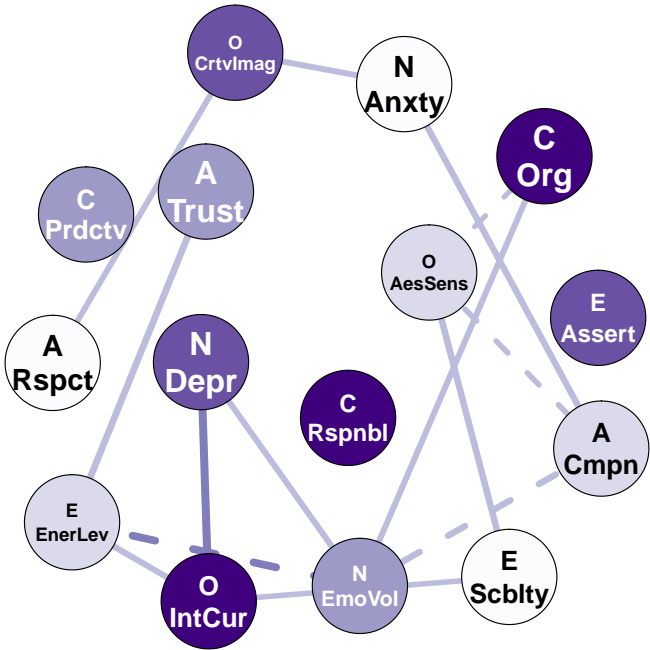 O
CrtvImag
N
Anxty
C
Org
A
Trust
C
Prdctv
O
AesSens
E
Assert
N
Depr
A
Rspct
C
Rspnbl
A
Cmpn
E
EnerLev
O
IntCur
N
EmoVol
E
Scblty